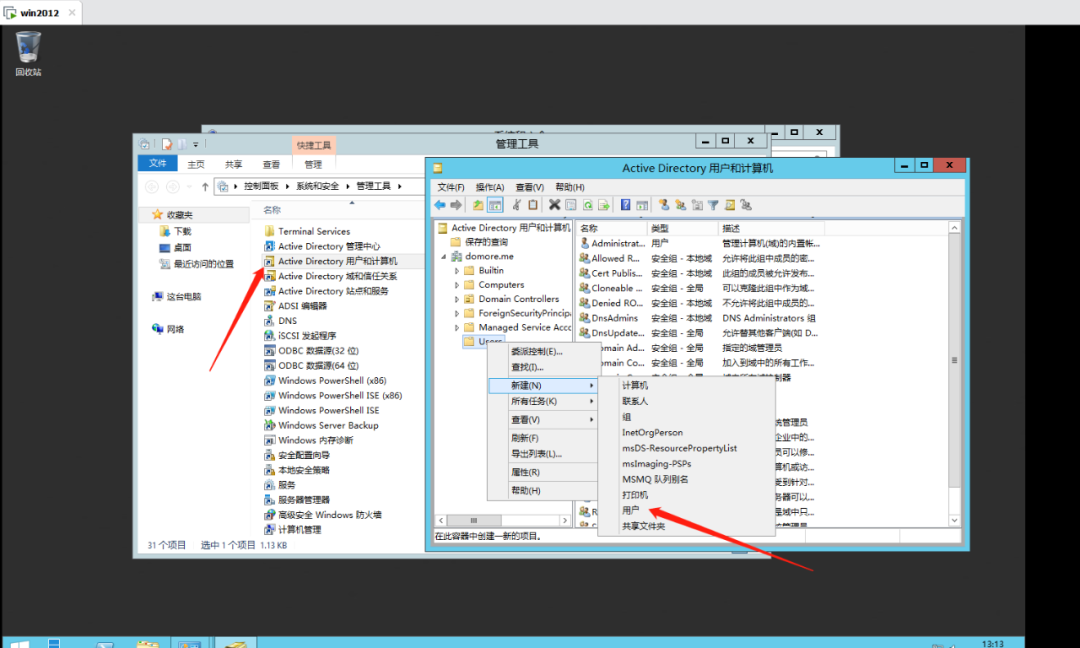 win2012
回收站
管理工具
快捷工具
文件 主页 共享 查看 管理
控制面板 系统和安全 管理工具
收藏夹
下载
桌面
最近访问的位置
这台电脑
网络
名称
Terminal Services
Active Directory 管理中心
Active Directory 用户和计算机
Active Directory 域和信任关系
Active Directory 站点和服务
ADSI 编辑器
DNS
iSCSI 发起程序
ODBC 数据源(32 位)
ODBC 数据源(64 位)
Windows PowerShell (x86)
Windows PowerShell ISE (x86)
Windows PowerShell ISE
Windows Server Backup
Windows 内存诊断
安全配置向导
本地安全策略
服务
服务器管理器
高级安全 Windows 防火墙
计算机管理
31 个项目 选中 1 个项目 1.13 KB
Active Directory 用户和计算机
文件(F) 操作(A) 查看(V) 帮助(H)
Active Directory 用户和计算机
保存的查询
domore.me
Builtin
Computers
Domain Controllers
ForeignSecurityPrincip
Managed Service Acco
Users
名称 类型 描述
Administrat... 用户 管理计算机(域)的内置帐...
Allowed R... 安全组 - 本地域 允许将此组中成员的密...
Cert Publis... 安全组 - 本地域 此组的成员被允许发布...
Cloneable ... 安全组 - 全局 可以克隆此组中作为域...
Denied RO... 安全组 - 本地域 不允许将此组中成员的...
DnsAdmins 安全组 - 本地域 DNS Administrators 组
DnsUpdate... 安全组 - 全局 允许替其他客户端(如 D...
omain Ad... 安全组 - 全局 指定的域管理员
omain Co... 安全组 - 全局 加入到域中的所有工作...
委派控制(E)...
查找(I)...
新建(N)
所有任务(K)
查看(V)
刷新(F)
导出列表(L)...
属性(R)
帮助(H)
计算机
联系人
组
InetOrgPerson
msDS-ResourcePropertyList
msImaging-PSPs
MSMQ 队列别名
打印机
用户
共享文件夹
在此容器中创建一新的项目。
13:13